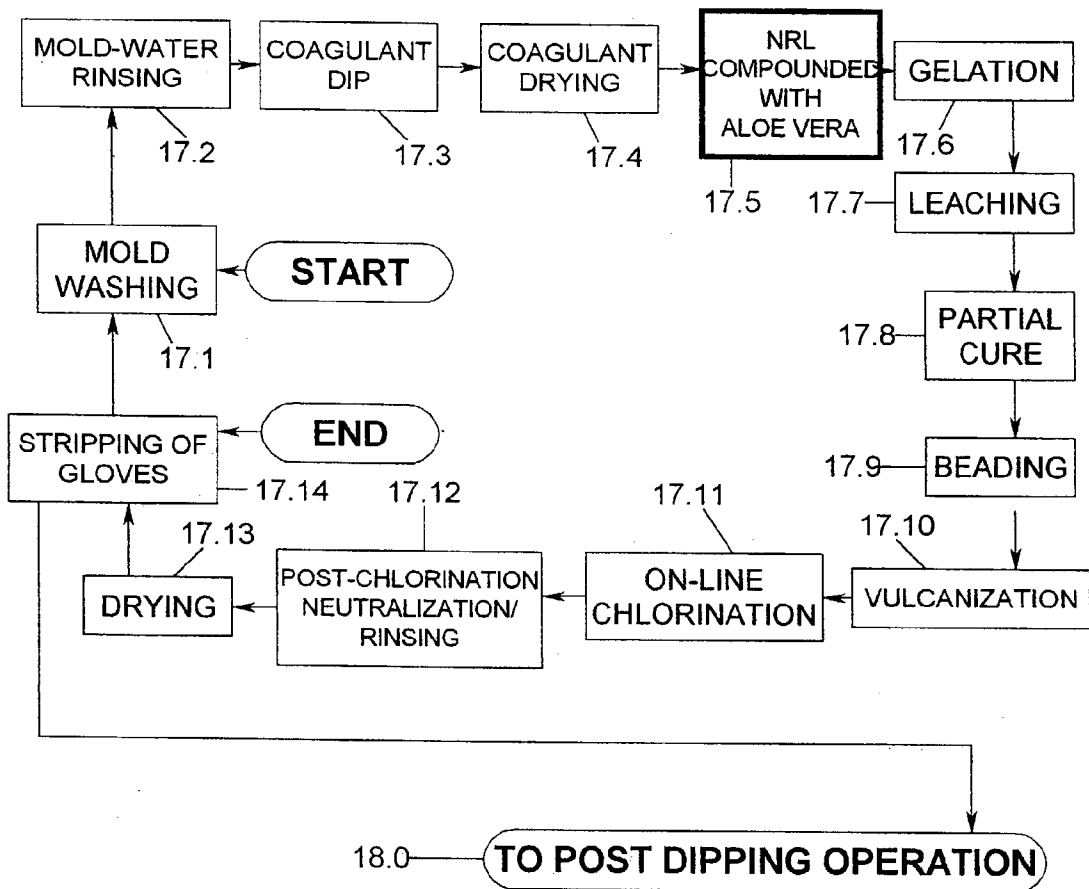 MOLD-WATER
RINSING
17.2
COAGULANT
DIP
17.3
COAGULANT
DRYING
17.4
NRL
COMPOUNDED
WITH
ALOE VERA
17.5
GELATION
17.6
17.7
LEACHING
MOLD
WASHING
17.1
START
17.8
PARTIAL
CURE
STRIPPING OF
GLOVES
17.14
END
17.9
BEADING
17.13
DRYING
17.12
POST-CHLORINATION
NEUTRALIZATION/
RINSING
17.11
ON-LINE
CHLORINATION
17.10
VULCANIZATION
18.0
TO POST DIPPING OPERATION